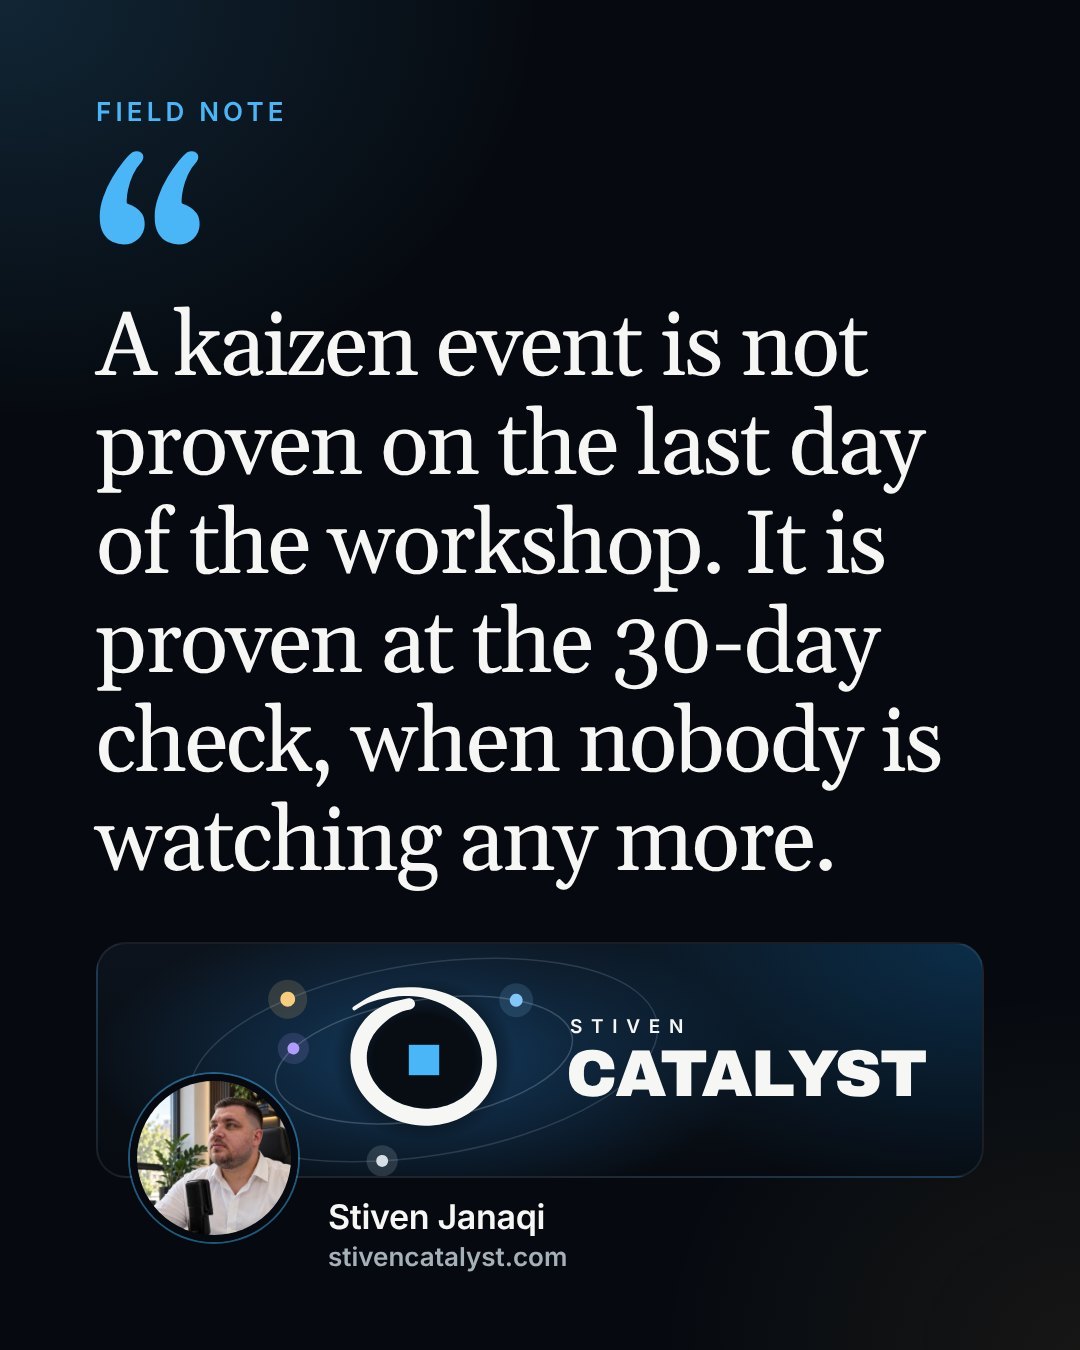 FIELD NOTE
“
A kaizen event is not
proven on the last day
of the workshop. It is
proven at the 30-day
check, when nobody is
watching any more.
STIVEN
CATALYST
Stiven Janaqi
stivencatalyst.com